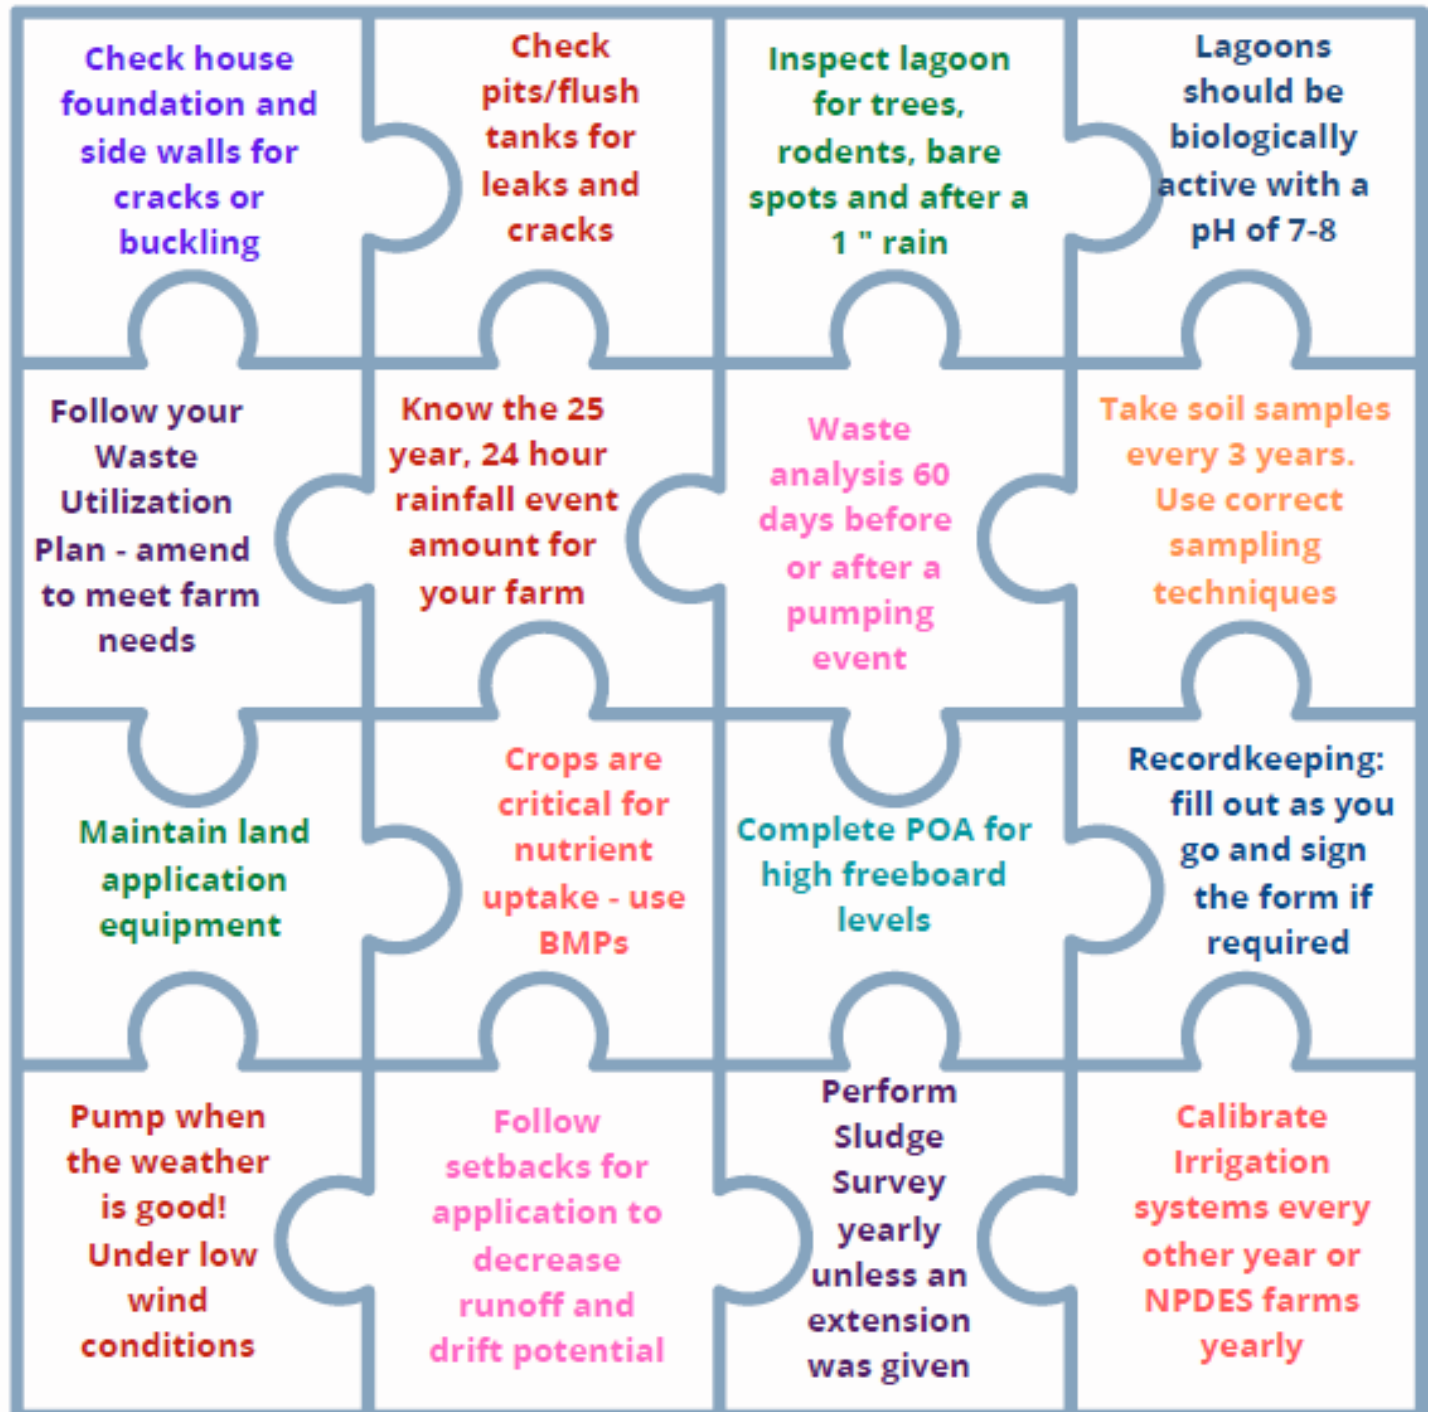 Check house
foundation and
side walls for
cracks or
buckling
Check
pits/flush
tanks for
leaks and
cracks
Inspect lagoon
for trees,
rodents, bare
spots and after a
1 " rain
Lagoons
should be
biologically
active with a
pH of 7-8
Follow your
Waste
Utilization
Plan - amend
to meet farm
needs
Know the 25
year, 24 hour
rainfall event
amount for
your farm
Waste
analysis 60
days before
or after a
pumping
event
Take soil samples
every 3 years.
Use correct
sampling
techniques
Maintain land
application
equipment
Crops are
critical for
nutrient
uptake - use
BMPs
Complete POA for
high freeboard
levels
Recordkeeping:
fill out as you
go and sign
the form if
required
Pump when
the weather
is good!
Under low
wind
conditions
Follow
setbacks for
application to
decrease
runoff and
drift potential
Perform
Sludge
Survey
yearly
unless an
extension
was given
Calibrate
Irrigation
systems every
other year or
NPDES farms
yearly